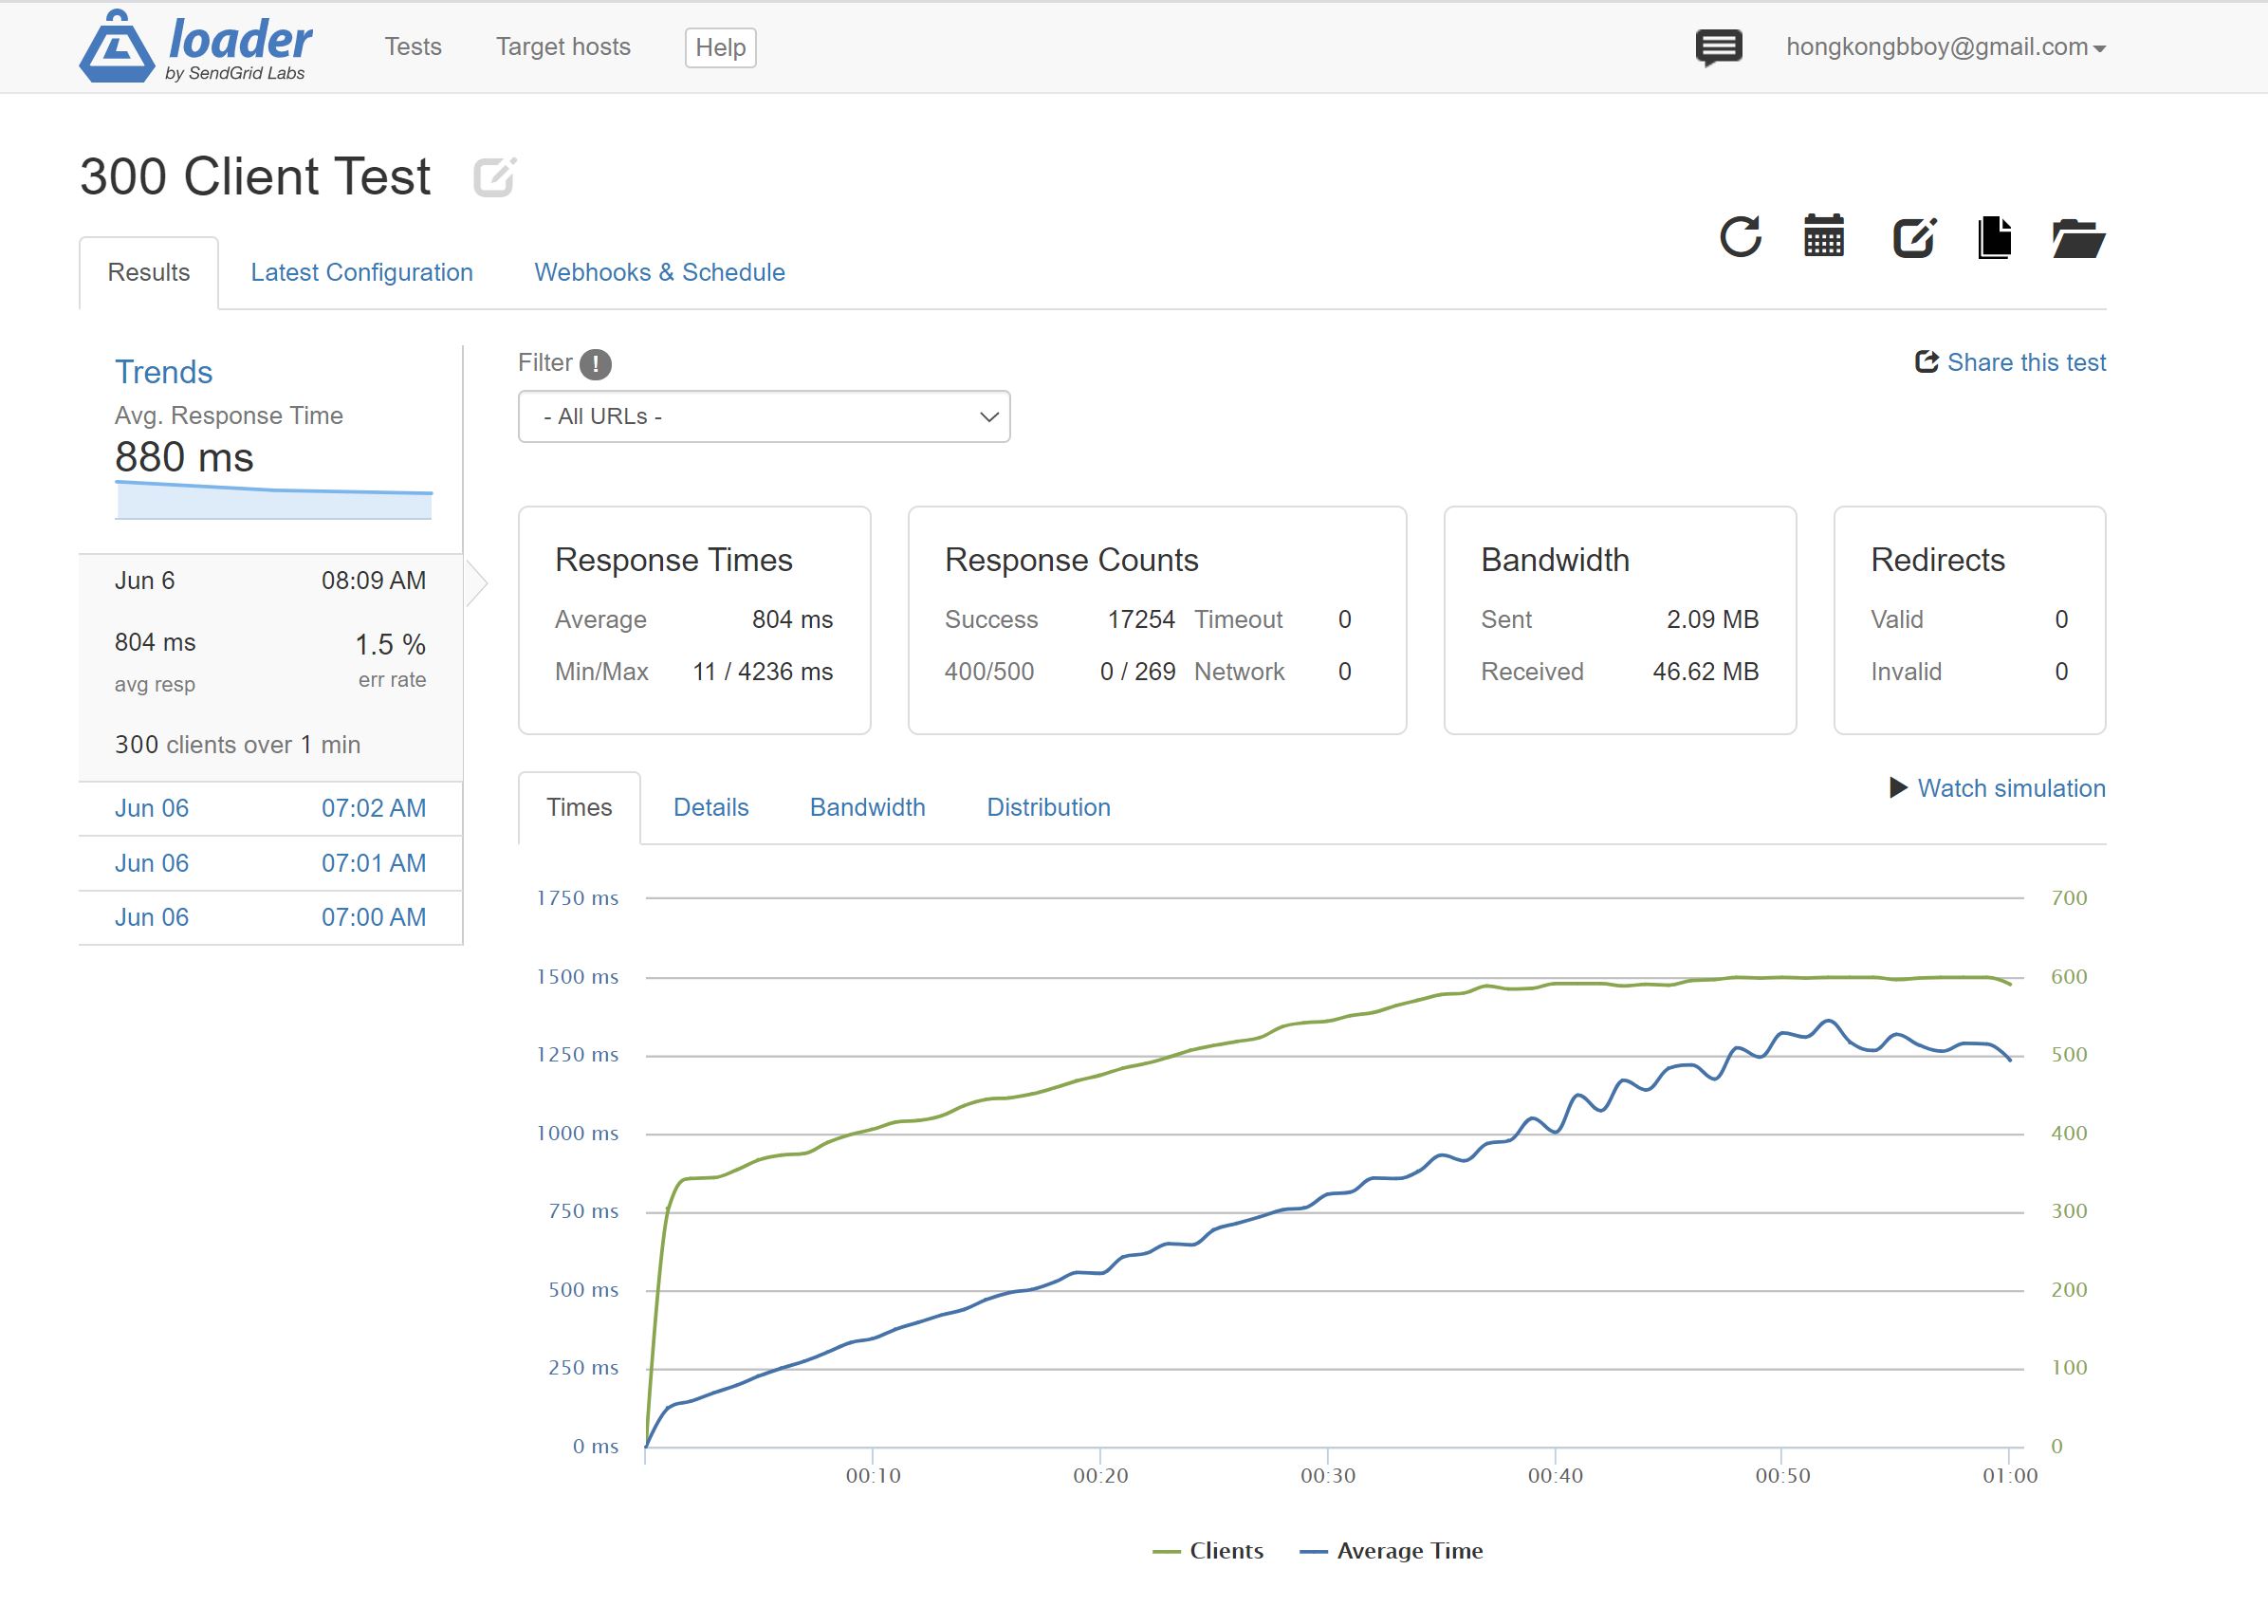 loader
by SendGrid Labs
Tests Target hosts Help
hongkongbboy@gmail.com
300 Client Test
Results Latest Configuration Webhooks & Schedule
Trends
Avg. Response Time
880 ms
Jun 6 08:09 AM
804 ms 1.5 %
avg resp err rate
300 clients over 1 min
Jun 06 07:02 AM
Jun 06 07:01 AM
Jun 06 07:00 AM
Filter !
Share this test
- All URLs -
Response Times
Average 804 ms
Min/Max 11 / 4236 ms
Response Counts
Success 17254 Timeout 0
400/500 0 / 269 Network 0
Bandwidth
Sent 2.09 MB
Received 46.62 MB
Redirects
Valid 0
Invalid 0
Times Details Bandwidth Distribution
Watch simulation
1750 ms 700
1500 ms 600
1250 ms 500
1000 ms 400
750 ms 300
500 ms 200
250 ms 100
0 ms 0
00:10 00:20 00:30 00:40 00:50 01:00
Clients Average Time